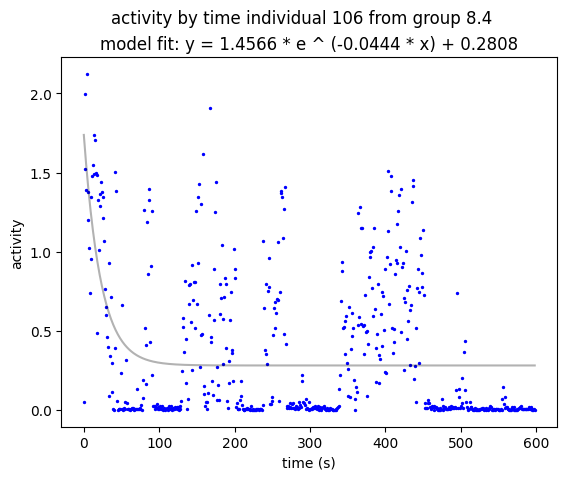 activity by time individual 106 from group 8.4
model fit: y = 1.4566 * e ^ (-0.0444 * x) + 0.2808
2.0
1.5
1.0
0.5
0.0
activity
0 100 200 300 400 500 600
time (s)